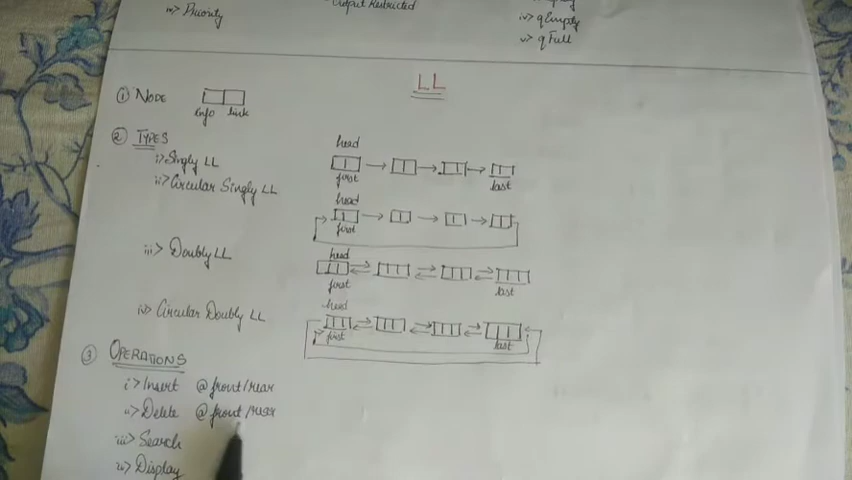 iv> Priority
Output Restricted
iv> qEmpty
v> qFull
LL
① NODE
Info link
② TYPES
i> Singly LL
head
first
last
ii> Circular Singly LL
head
first
iii> Doubly LL
head
first
last
iv> Circular Doubly LL
head
first
last
③ OPERATIONS
i> Insert @ front/rear
ii> Delete @ front/rear
iii> Search
iv> Display